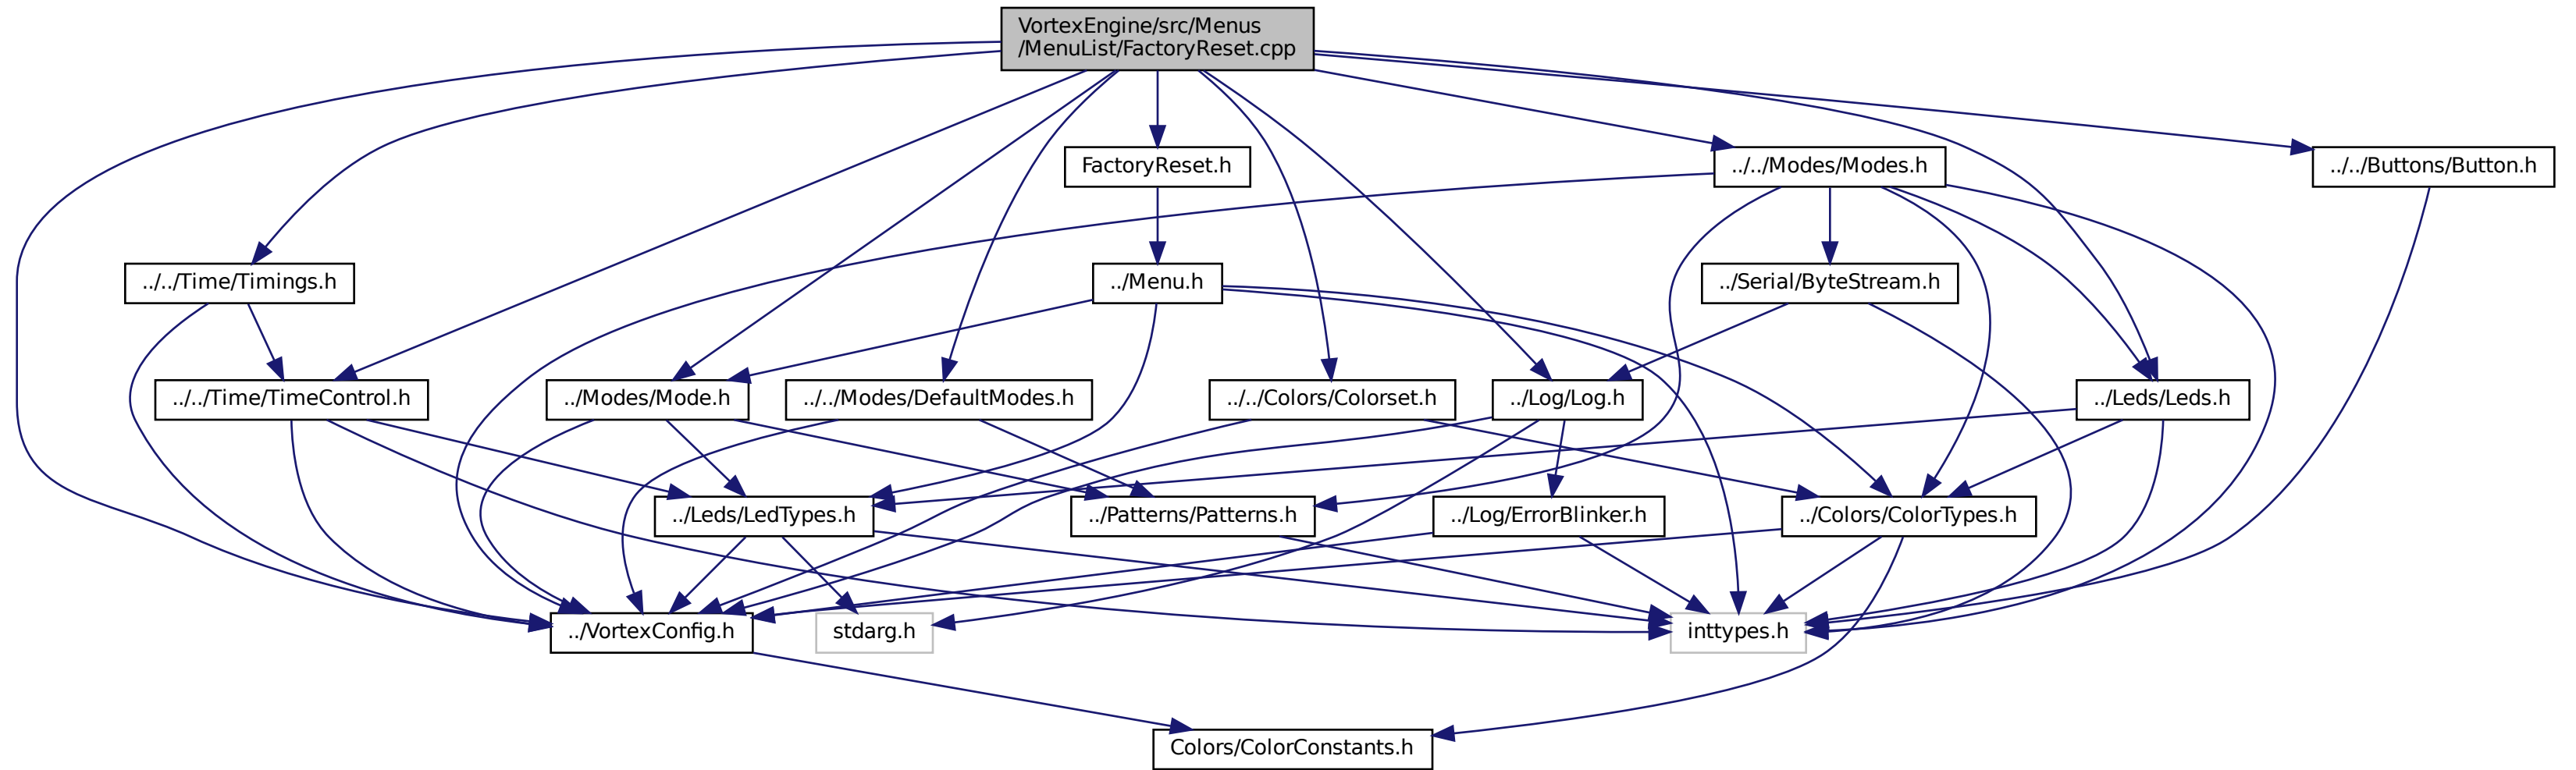 VortexEngine/src/Menus
/MenuList/FactoryReset.cpp
FactoryReset.h
../../Modes/Modes.h
../../Buttons/Button.h
../../Time/Timings.h
../Menu.h
../Serial/ByteStream.h
../../Time/TimeControl.h
../Modes/Mode.h
../../Modes/DefaultModes.h
../../Colors/Colorset.h
../Log/Log.h
../Leds/Leds.h
../Leds/LedTypes.h
../Patterns/Patterns.h
../Log/ErrorBlinker.h
../Colors/ColorTypes.h
../VortexConfig.h
stdarg.h
inttypes.h
Colors/ColorConstants.h